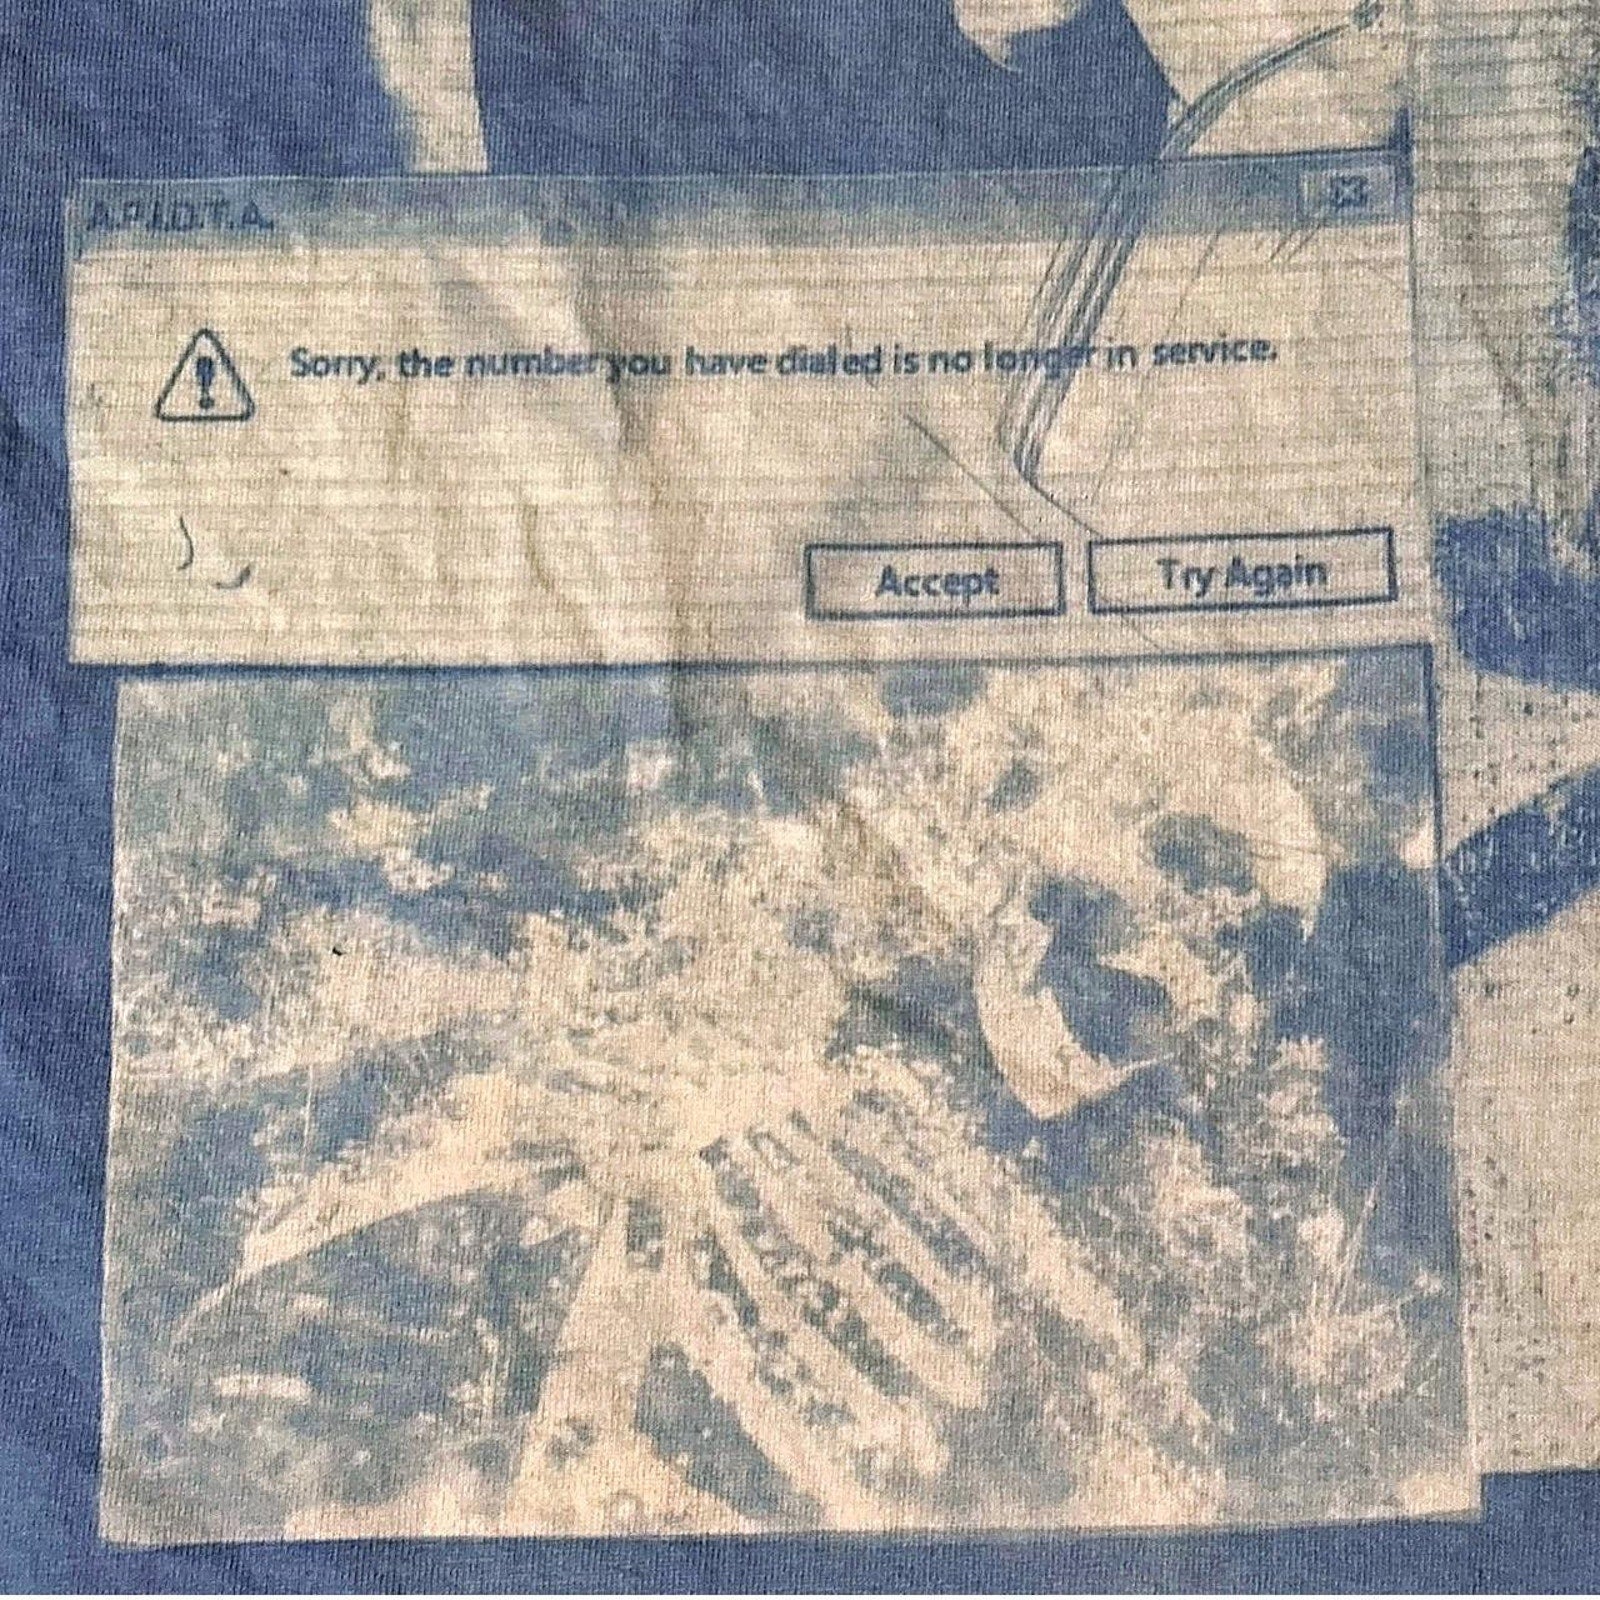 A.P.I.D.T.A.
Sorry, the number you have dialed is no longer in service.
Accept
Try Again